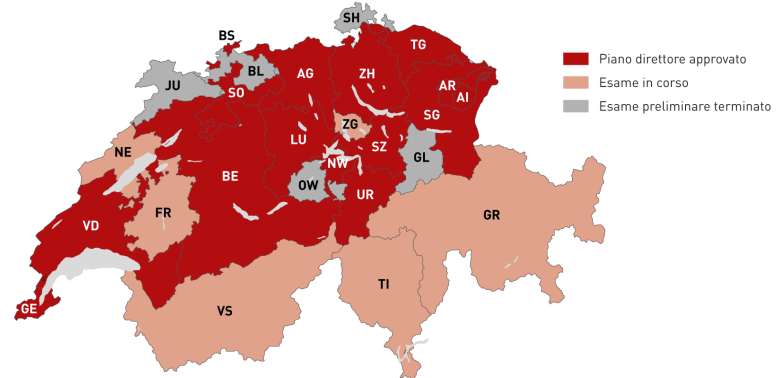 SH
BS
TG
BL
AG
ZH
JU
SO
AR
AI
SG
ZG
NE
LU
SZ
NW
GL
BE
OW
UR
FR
VD
GR
TI
GE
VS
Piano direttore approvato
Esame in corso
Esame preliminare terminato